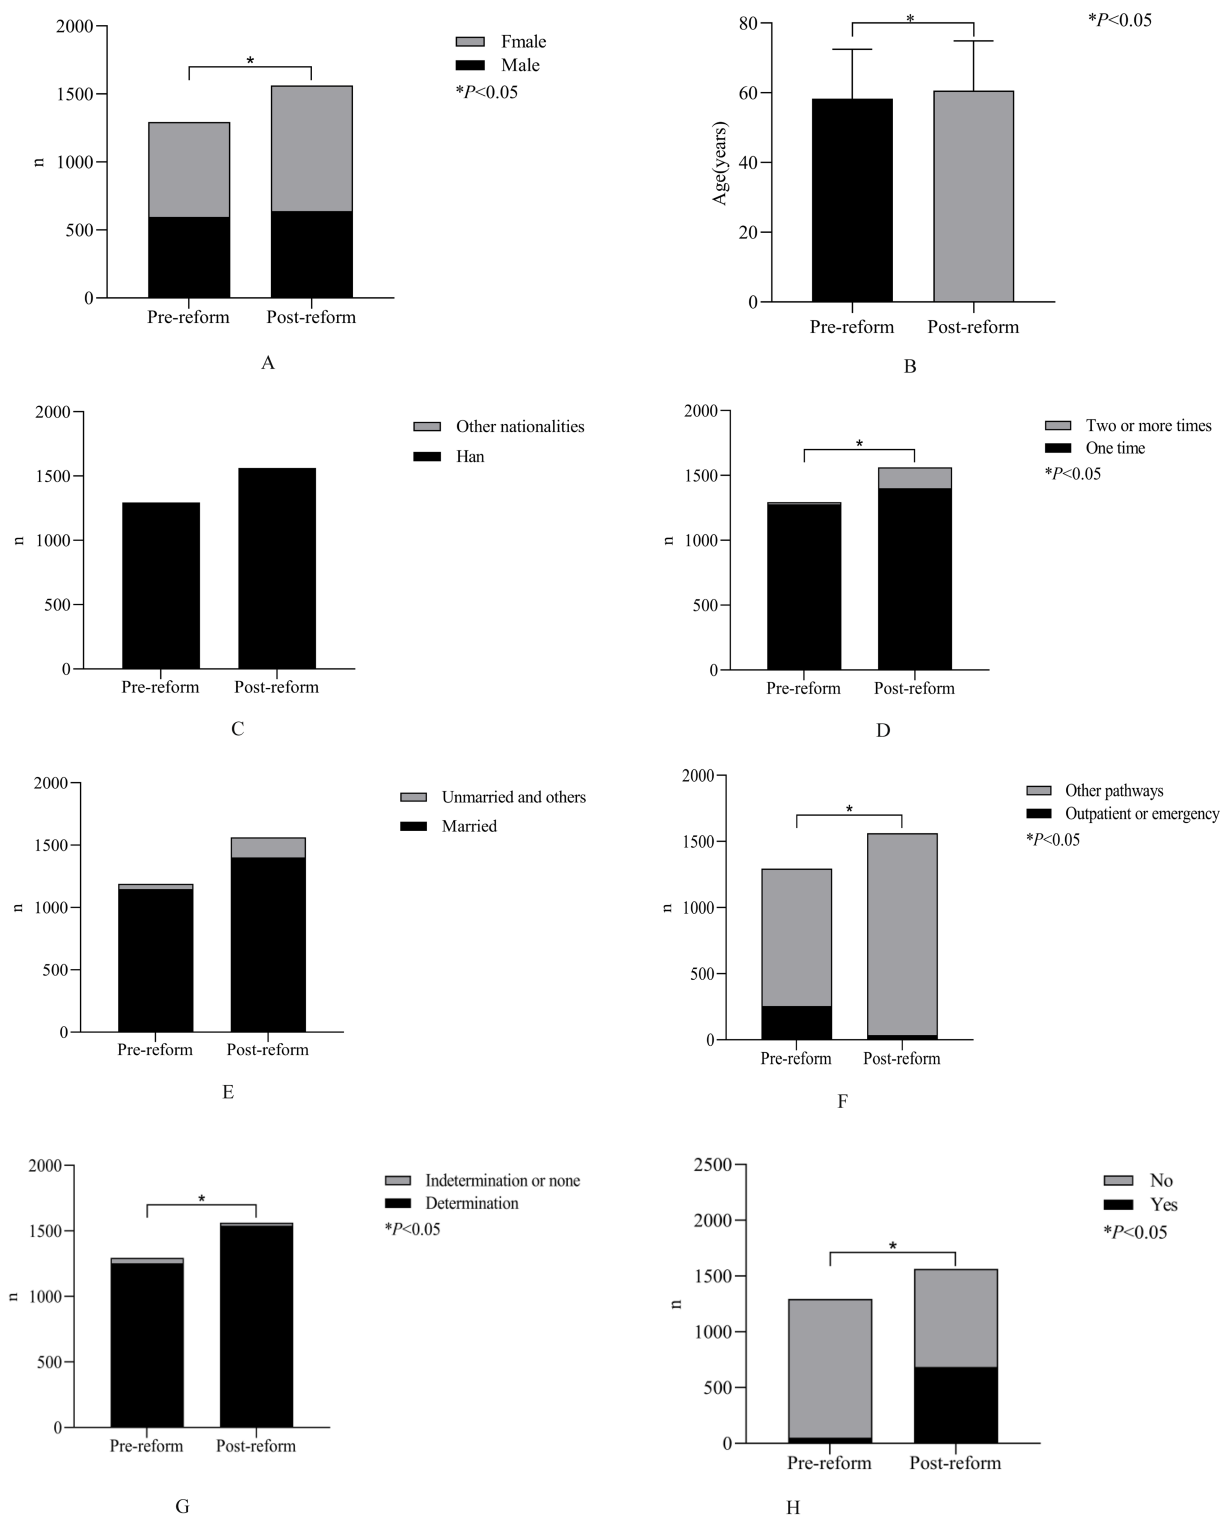 2000
1500
1000
500
0
n
*
Pre-reform
Post-reform
Fmale
Male
*P<0.05
A
80
60
40
20
0
Age(years)
*
Pre-reform
Post-reform
*P<0.05
B
2000
1500
1000
500
0
n
Pre-reform
Post-reform
Other nationalities
Han
C
2000
1500
1000
500
0
n
*
Pre-reform
Post-reform
Two or more times
One time
*P<0.05
D
2000
1500
1000
500
0
n
Pre-reform
Post-reform
Unmarried and others
Married
E
2000
1500
1000
500
0
n
*
Pre-reform
Post-reform
Other pathways
Outpatient or emergency
*P<0.05
F
2000
1500
1000
500
0
n
*
Pre-reform
Post-reform
Indetermination or none
Determination
*P<0.05
G
2500
2000
1500
1000
500
0
n
*
Pre-reform
Post-reform
No
Yes
*P<0.05
H